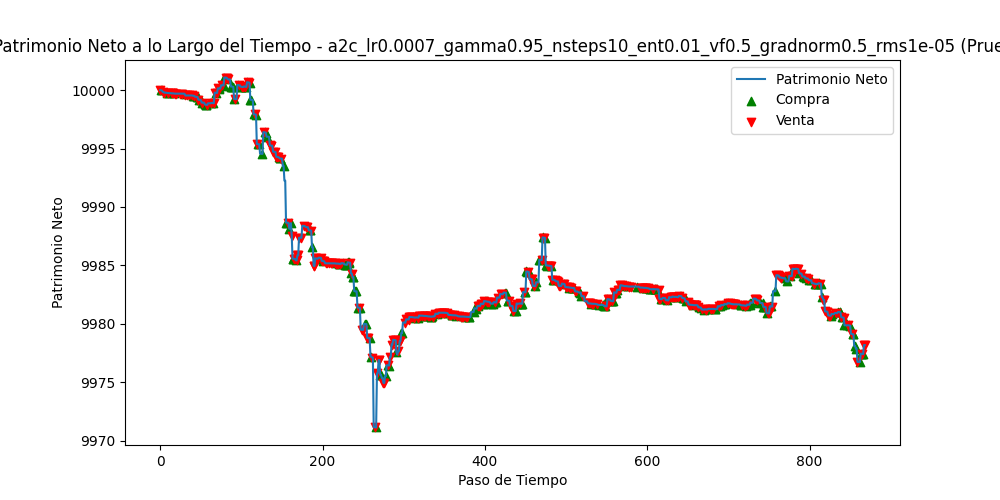 Patrimonio Neto a lo Largo del Tiempo - a2c_lr0.0007_gamma0.95_nsteps10_ent0.01_vf0.5_gradnorm0.5_rms1e-05 (Prue
Patrimonio Neto
Compra
Venta
10000
9995
9990
9985
9980
9975
9970
Patrimonio Neto
0 200 400 600 800
Paso de Tiempo